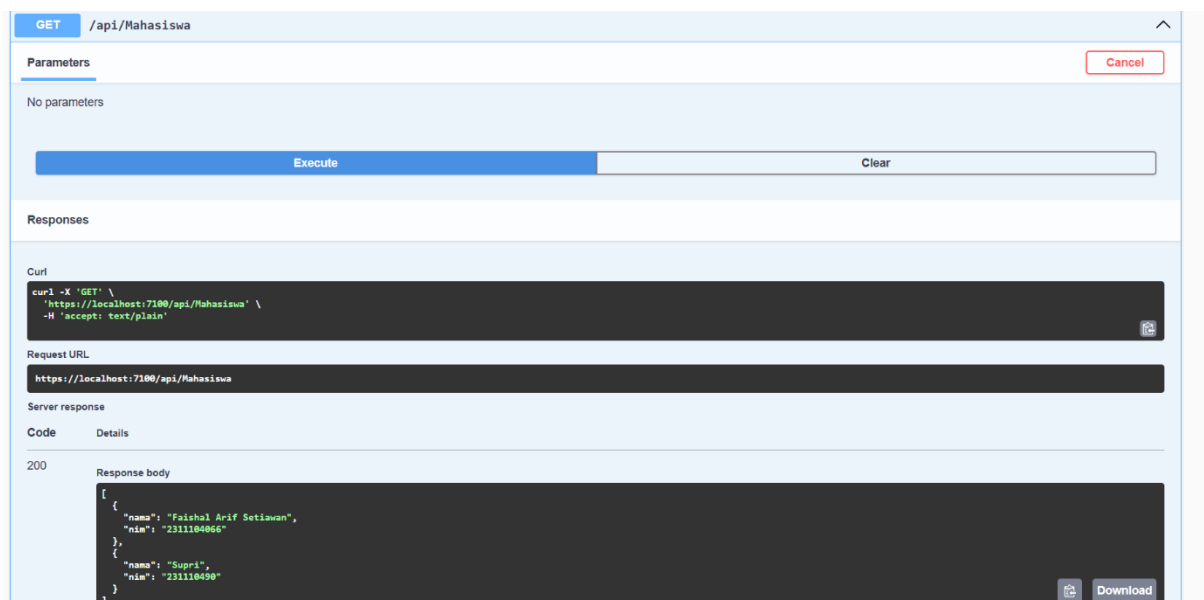 GET /api/Mahasiswa
Parameters
Cancel
No parameters
Execute
Clear
Responses
Curl
curl -X 'GET' \
'https://localhost:7100/api/Mahasiswa' \
-H 'accept: text/plain'
Request URL
https://localhost:7100/api/Mahasiswa
Server response
Code Details
200
Response body
[
{
"nama": "Faishal Arif Setiawan",
"nim": "2311104066"
},
{
"nama": "Supri",
"nim": "231110490"
}
]
Download